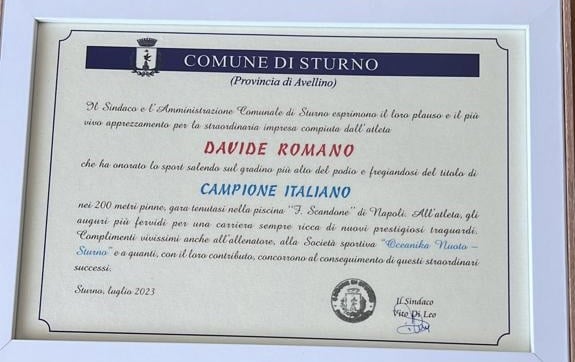 COMUNE DI STURNO
(Provincia di Avellino)
Il Sindaco e l'Amministrazione Comunale di Sturno esprimono il loro plauso e il più
vivo apprezzamento per la straordinaria impresa compiuta dall'atleta
DAVIDE ROMANO
che ha onorato lo sport salendo sul gradino più alto del podio e fregiandosi del titolo di
CAMPIONE ITALIANO
nei 200 metri pinne, gara tenutasi nella piscina "F. Scandone" di Napoli. All'atleta, gli
auguri più fervidi per una carriera sempre ricca di nuovi prestigiosi traguardi.
Complimenti vivissimi anche all'allenatore, alla Società sportiva "Oceanika Nuoto –
Sturno" e a quanti, con il loro contributo, concorrono al conseguimento di questi straordinari
successi.
Sturno, luglio 2023
Il Sindaco
Vito Di Leo